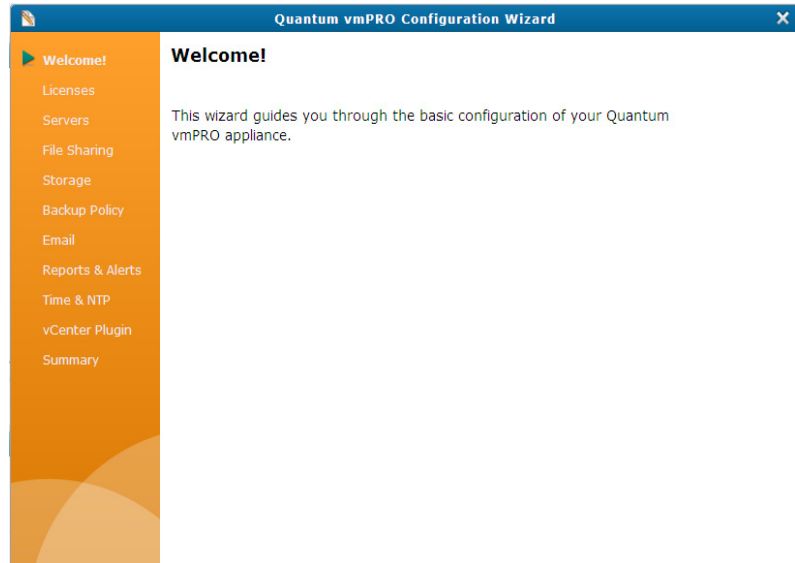 Quantum vmPRO Configuration Wizard
Welcome!
Licenses
Servers
File Sharing
Storage
Backup Policy
Email
Reports & Alerts
Time & NTP
vCenter Plugin
Summary
Welcome!
This wizard guides you through the basic configuration of your Quantum
vmPRO appliance.